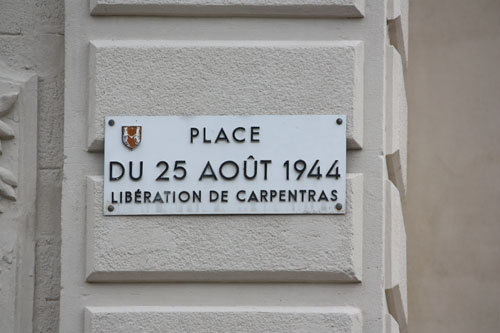 PLACE
DU 25 AOÛT 1944
LIBÉRATION DE CARPENTRAS